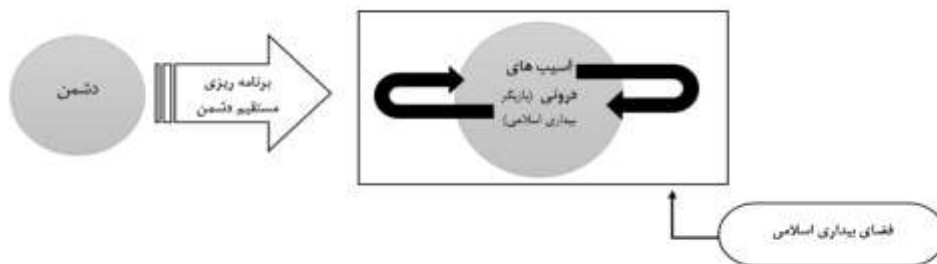 دشمن
برنامه ریزی
مستقیم دشمن
آسیب های
درونی (بازیگر
بیداری اسلامی)
فضای بیداری اسلامی